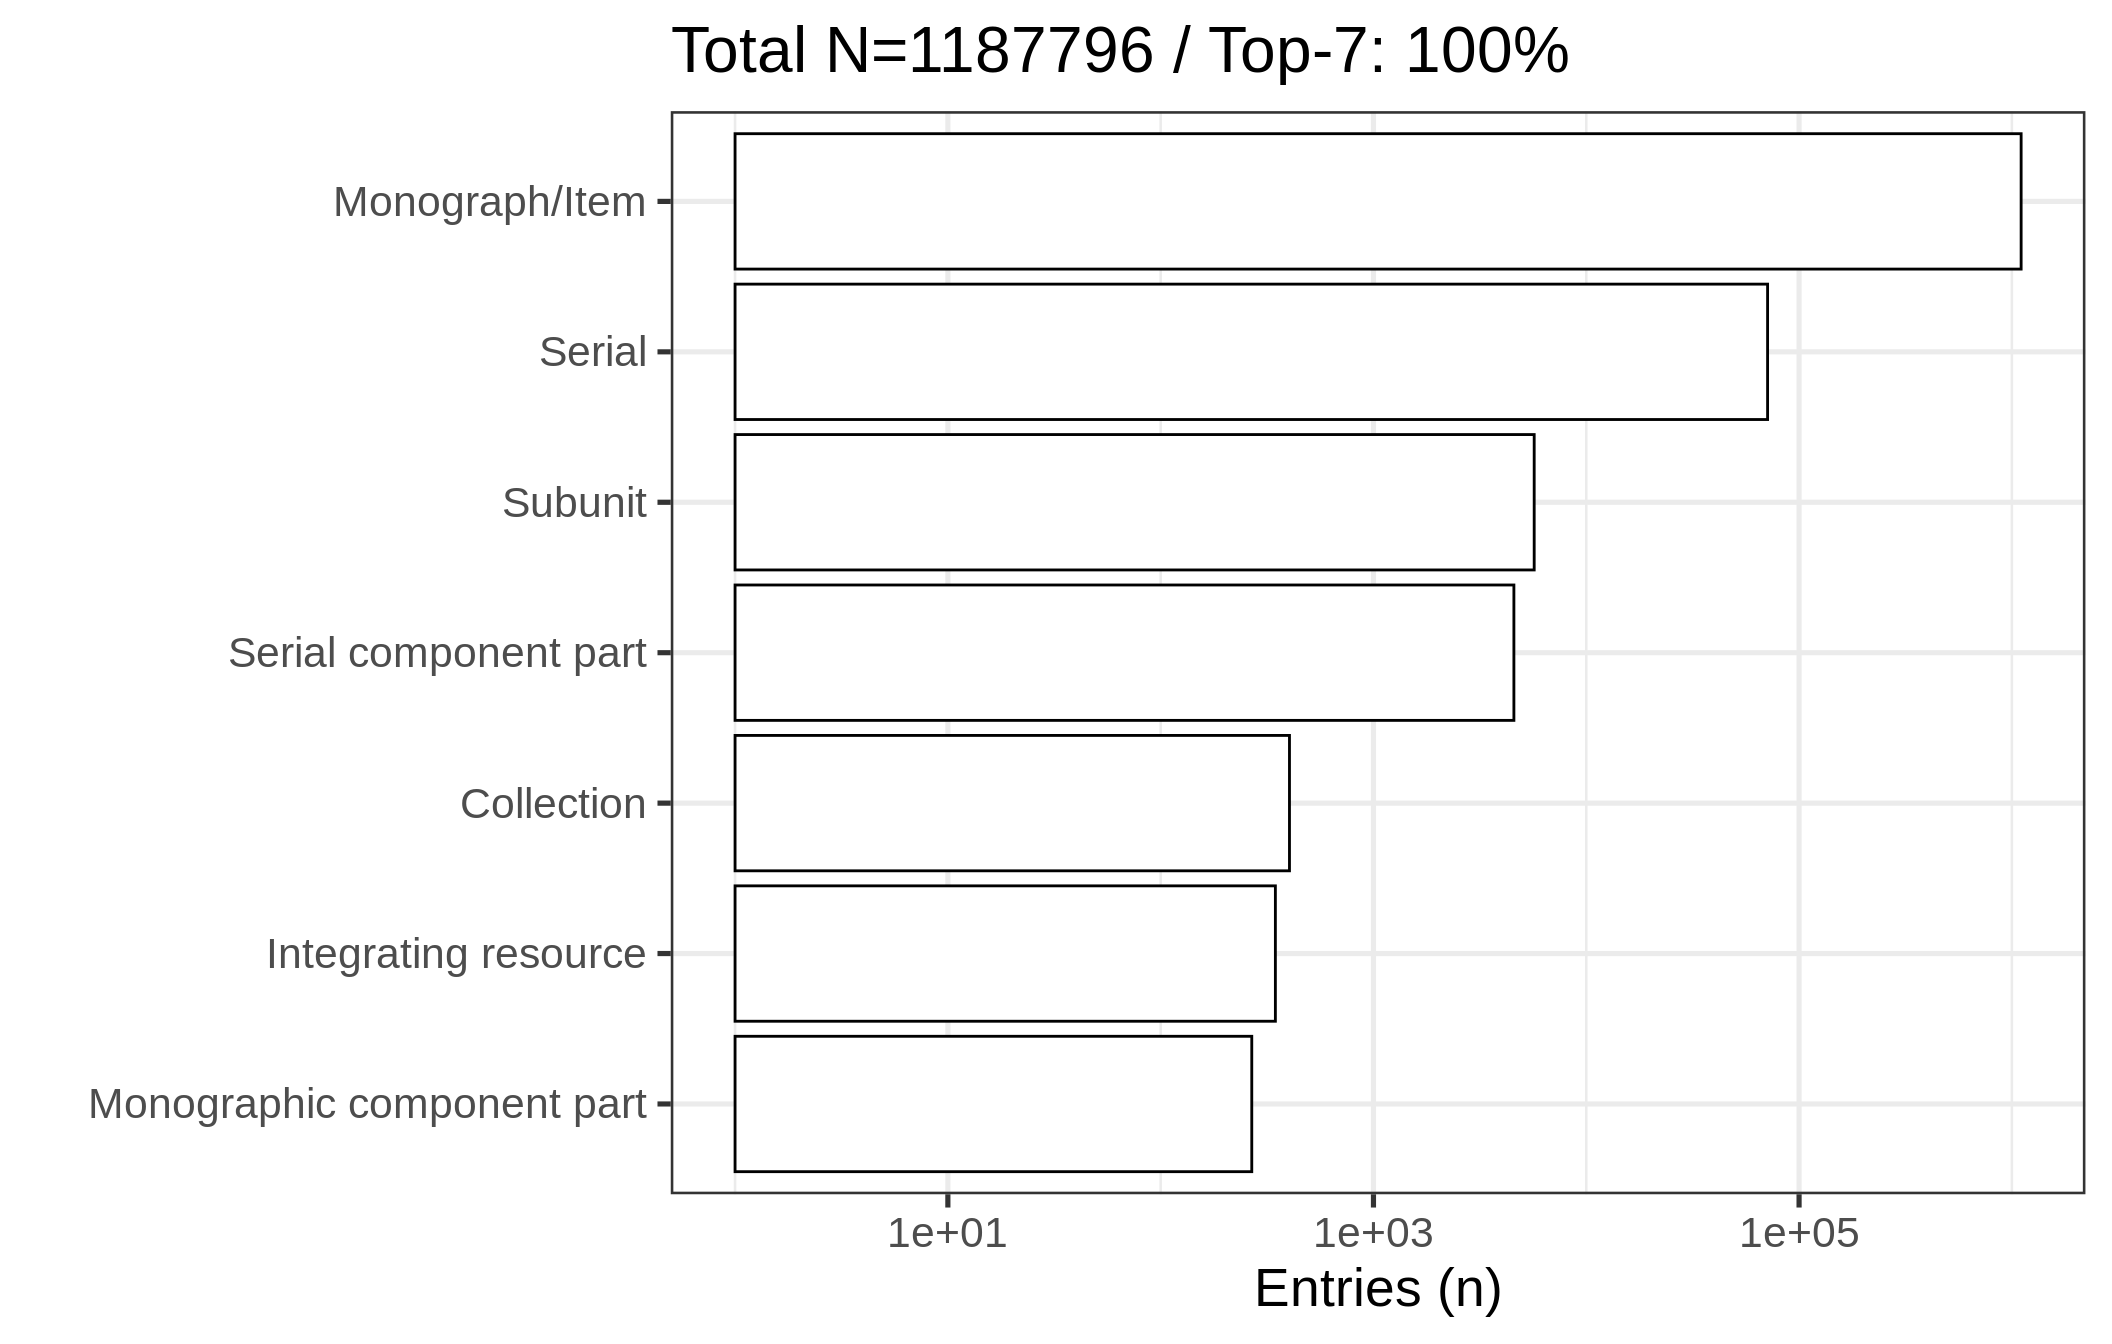 Total N=1187796 / Top-7: 100%
Monograph/Item
Serial
Subunit
Serial component part
Collection
Integrating resource
Monographic component part
1e+01 1e+03 1e+05
Entries (n)